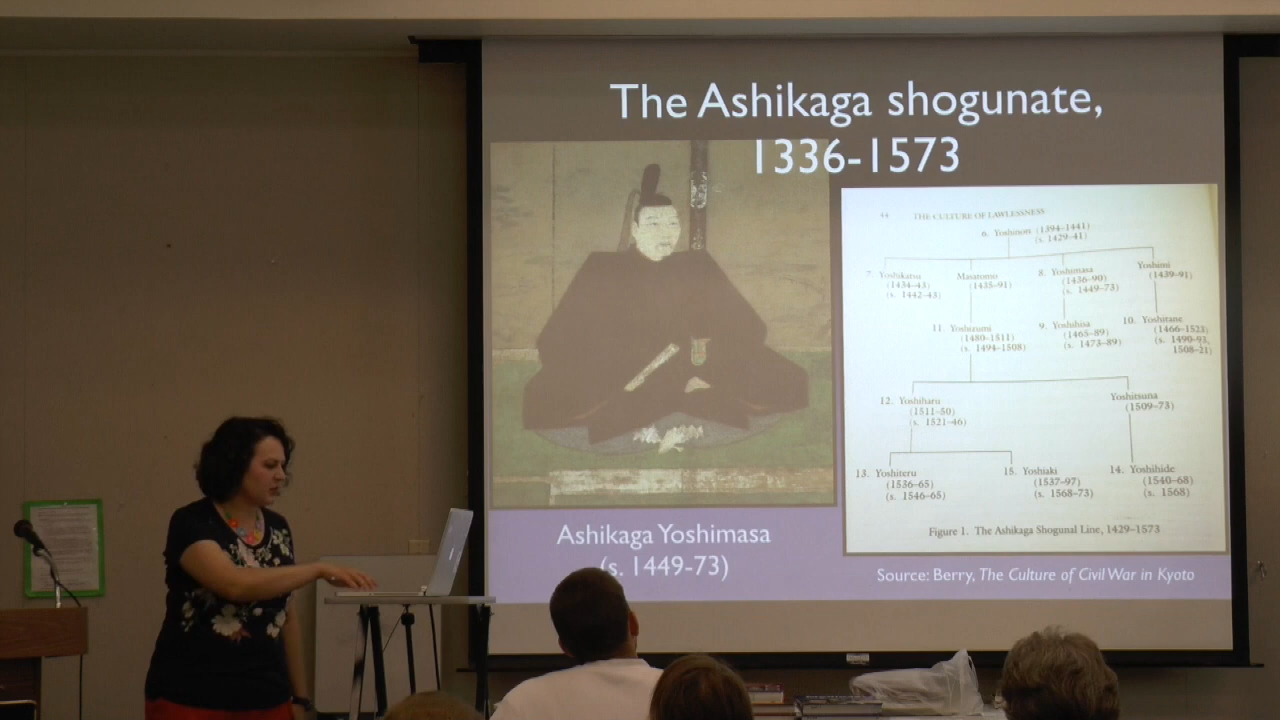 The Ashikaga shogunate,
1336-1573
44 THE CULTURE OF LAWLESSNESS
6. Yoshinori (1394–1441)
(s. 1429–41)
7. Yoshikatsu
(1434–43)
(s. 1442–43)
Masatomo
(1435–91)
8. Yoshimasa
(1436–90)
(s. 1449–73)
Yoshimi
(1439–91)
11. Yoshizumi
(1480–1511)
(s. 1494–1508)
9. Yoshihisa
(1465–89)
(s. 1473–89)
10. Yoshitane
(1466–1523)
(s. 1490–93,
1508–21)
12. Yoshiharu
(1511–50)
(s. 1521–46)
Yoshitsuna
(1509–73)
13. Yoshiteru
(1536–65)
(s. 1546–65)
15. Yoshiaki
(1537–97)
(s. 1568–73)
14. Yoshihide
(1540–68)
(s. 1568)
Figure 1. The Ashikaga Shogunal Line, 1429–1573
Ashikaga Yoshimasa
(s. 1449-73)
Source: Berry, The Culture of Civil War in Kyoto